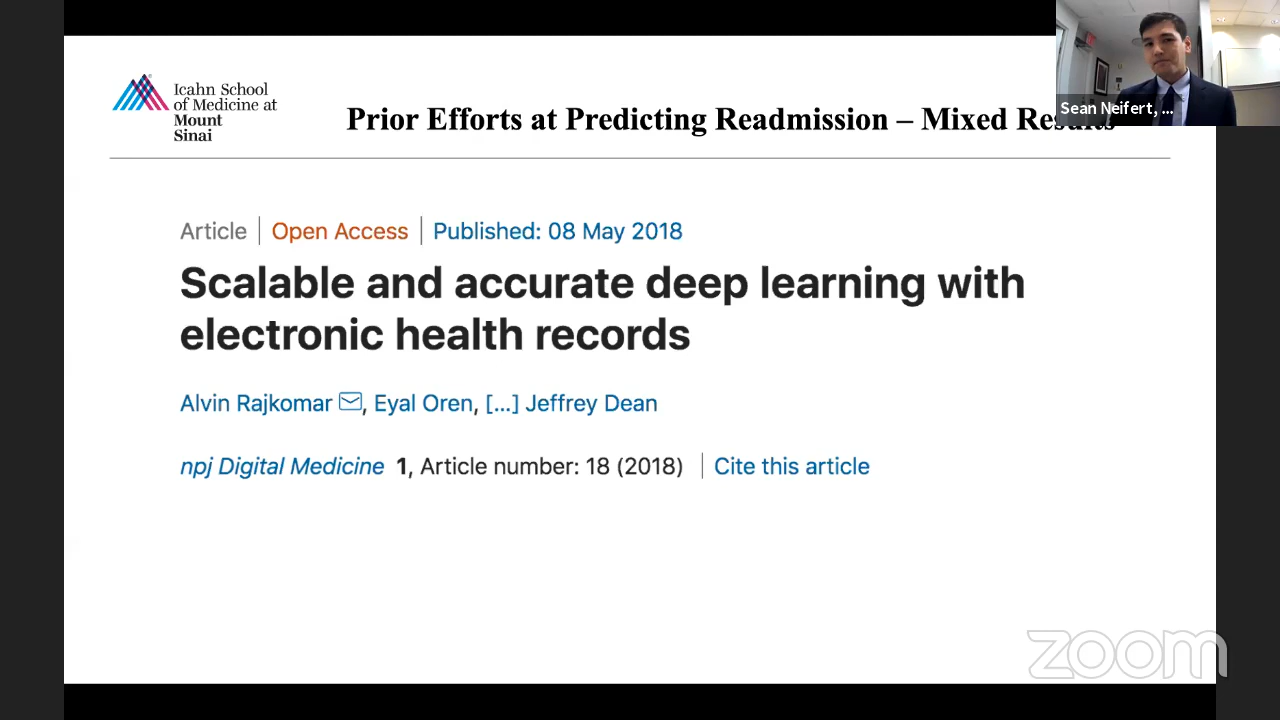 Icahn School
of Medicine at
Mount
Sinai
Prior Efforts at Predicting Readmission – Mixed Results
Sean Neifert, ...
Article | Open Access | Published: 08 May 2018
Scalable and accurate deep learning with
electronic health records
Alvin Rajkomar, Eyal Oren, [...] Jeffrey Dean
npj Digital Medicine 1, Article number: 18 (2018) | Cite this article
zoom